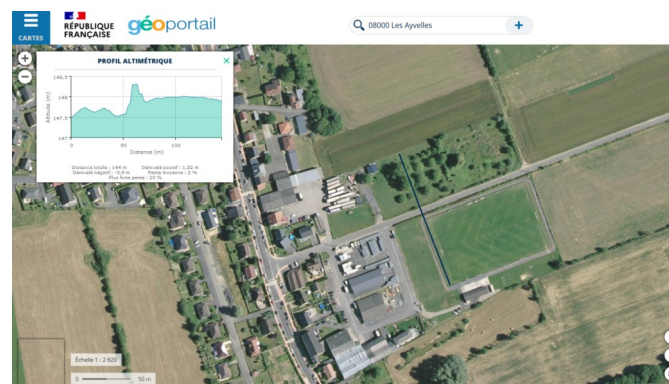 CARTES
RÉPUBLIQUE
FRANÇAISE
géoportail
08000 Les Ayvelles
+
PROFIL ALTIMÉTRIQUE
×
Altitude (m)
148,5
148
147,5
147
0
50
100
Distance (m)
Distance totale : 144 m
Dénivelé positif : 1,32 m
Dénivelé négatif : -0,9 m
Pente moyenne : 2 %
Plus forte pente : 20 %
Échelle 1 : 2 620
0
50 m